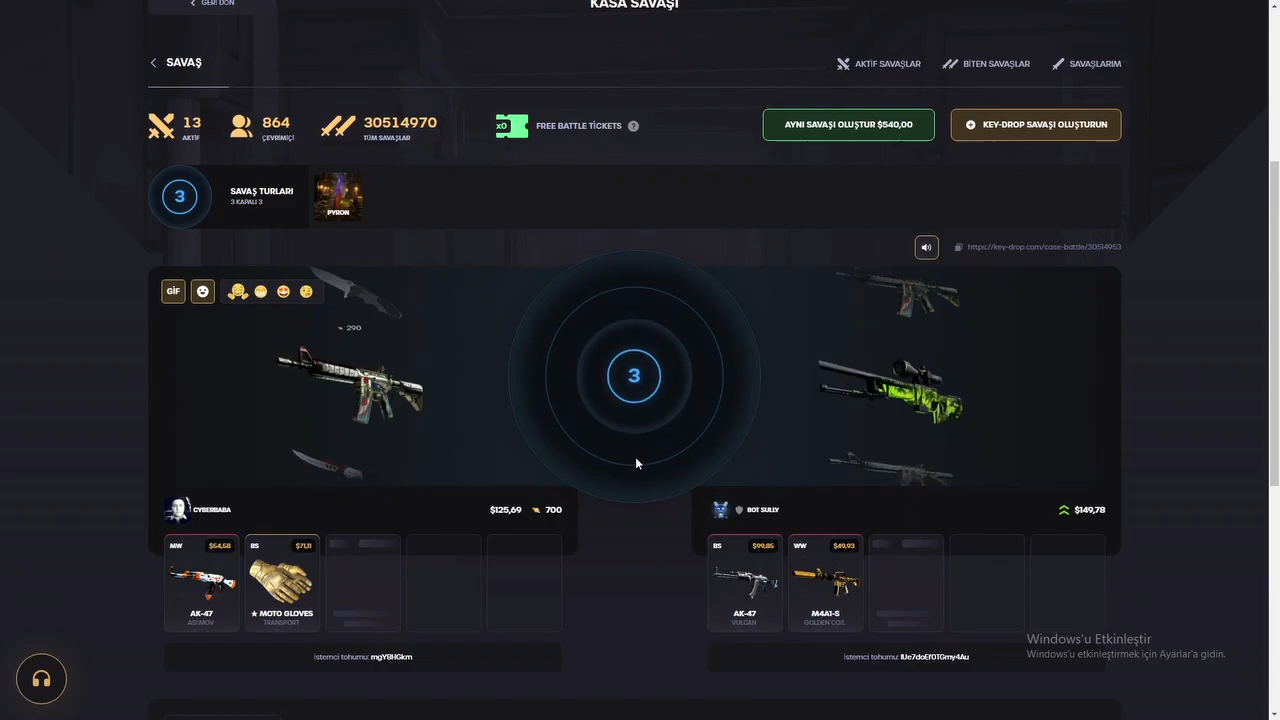 GERİ DÖN
KASA SAVAŞI
SAVAŞ
AKTİF SAVAŞLAR
BİTEN SAVAŞLAR
SAVAŞLARIM
13
AKTİF
864
ÇEVRİMİÇİ
30514970
TÜM SAVAŞLAR
x0
FREE BATTLE TICKETS
?
AYNI SAVAŞI OLUŞTUR $540,00
KEY-DROP SAVAŞI OLUŞTURUN
3
SAVAŞ TURLARI
3 KAPALI 3
PYRON
https://key-drop.com/case-battle/30514953
GİF
290
3
CYBERBABA
$125,69
700
BOT SULLY
$149,78
MW
$54,58
AK-47
ASIMOV
BS
$71,11
★ MOTO GLOVES
TRANSPORT
BS
$99,85
AK-47
VULCAN
WW
$49,93
M4A1-S
GOLDEN COIL
İstemci tohumu: mgYBHGkm
İstemci tohumu: IUe7doEfOTGmy4Au
Windows'u Etkinleştir
Windows'u etkinleştirmek için Ayarlar'a gidin.